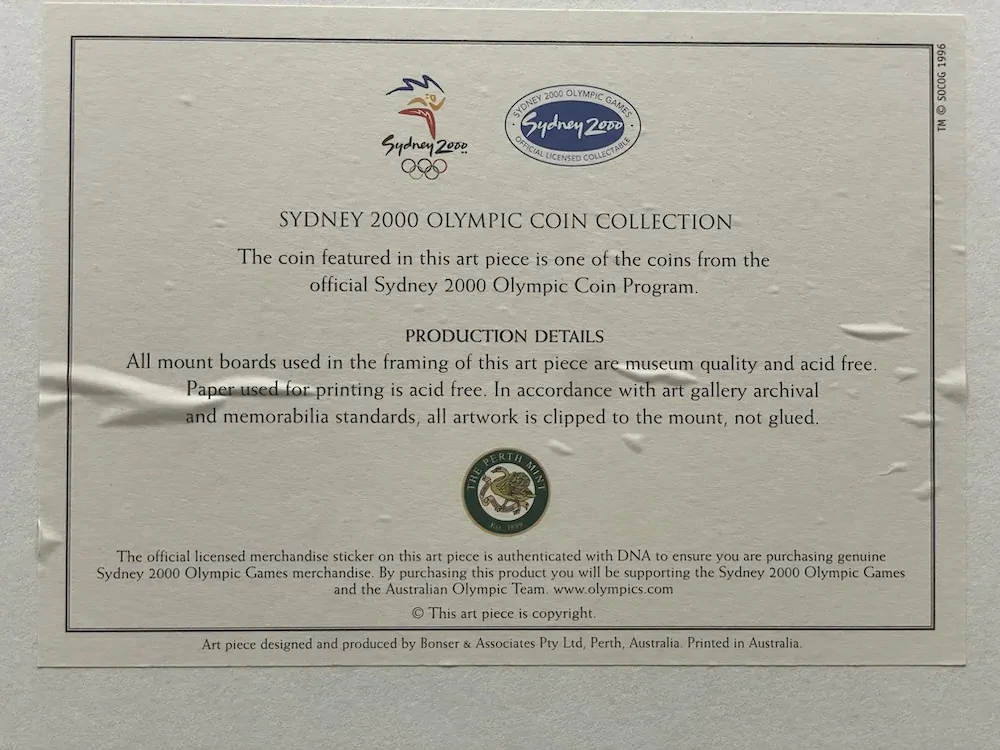 TM © SOCOG 1996
Sydney 2000
SYDNEY 2000 OLYMPIC GAMES
Sydney 2000
OFFICIAL LICENSED COLLECTABLE
SYDNEY 2000 OLYMPIC COIN COLLECTION
The coin featured in this art piece is one of the coins from the
official Sydney 2000 Olympic Coin Program.
PRODUCTION DETAILS
All mount boards used in the framing of this art piece are museum quality and acid free.
Paper used for printing is acid free. In accordance with art gallery archival
and memorabilia standards, all artwork is clipped to the mount, not glued.
THE PERTH MINT
Est. 1899
The official licensed merchandise sticker on this art piece is authenticated with DNA to ensure you are purchasing genuine
Sydney 2000 Olympic Games merchandise. By purchasing this product you will be supporting the Sydney 2000 Olympic Games
and the Australian Olympic Team. www.olympics.com
© This art piece is copyright.
Art piece designed and produced by Bonser & Associates Pty Ltd, Perth, Australia. Printed in Australia.